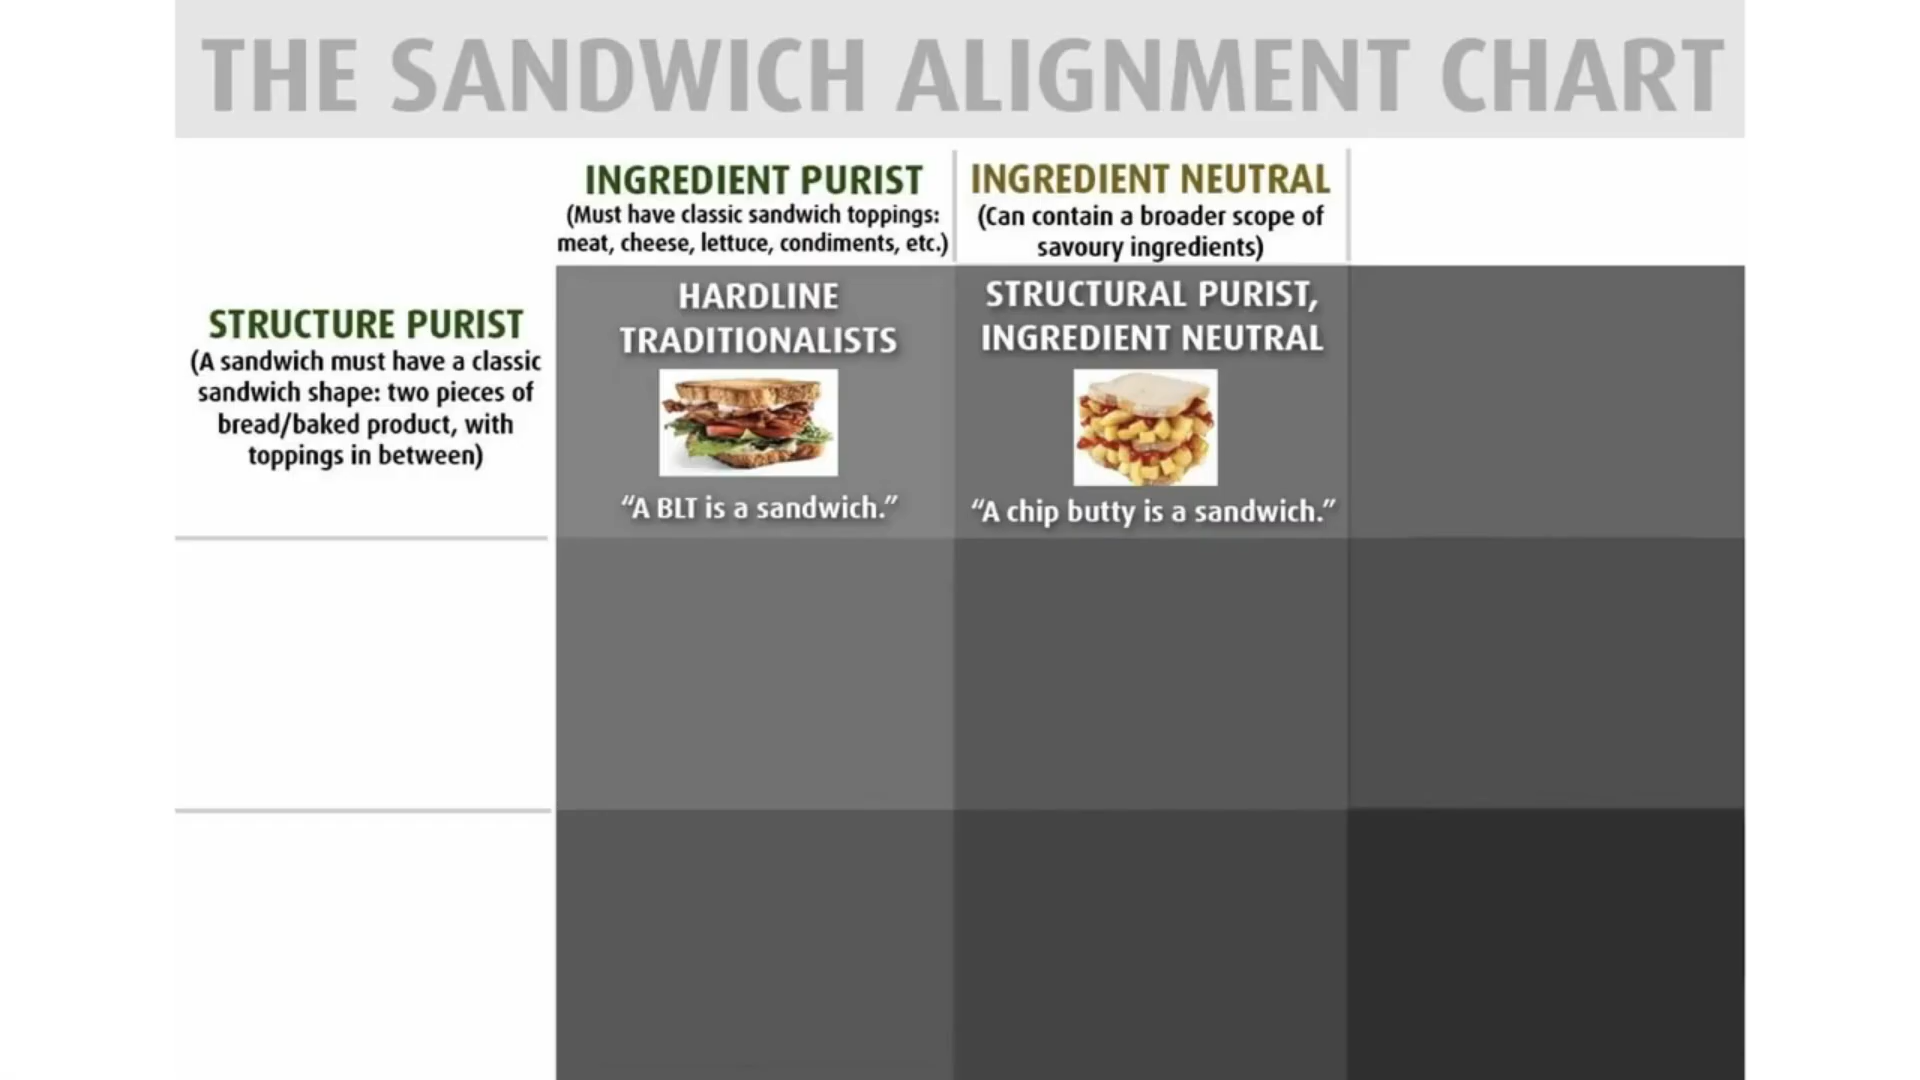 THE SANDWICH ALIGNMENT CHART
INGREDIENT PURIST
(Must have classic sandwich toppings:
meat, cheese, lettuce, condiments, etc.)
INGREDIENT NEUTRAL
(Can contain a broader scope of
savoury ingredients)
STRUCTURE PURIST
(A sandwich must have a classic
sandwich shape: two pieces of
bread/baked product, with
toppings in between)
HARDLINE
TRADITIONALISTS
“A BLT is a sandwich.”
STRUCTURAL PURIST,
INGREDIENT NEUTRAL
“A chip butty is a sandwich.”